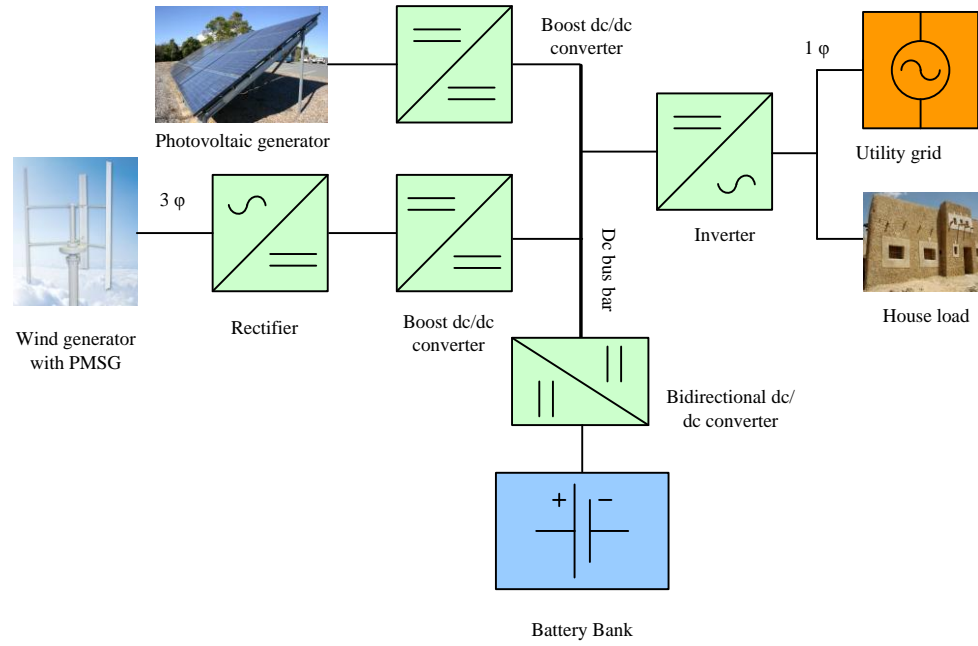 Boost dc/dc
converter
1 φ
Photovoltaic generator
Utility grid
3 φ
Inverter
Dc bus bar
House load
Rectifier
Boost dc/dc
converter
Wind generator
with PMSG
Bidirectional dc/
dc converter
+ −
Battery Bank